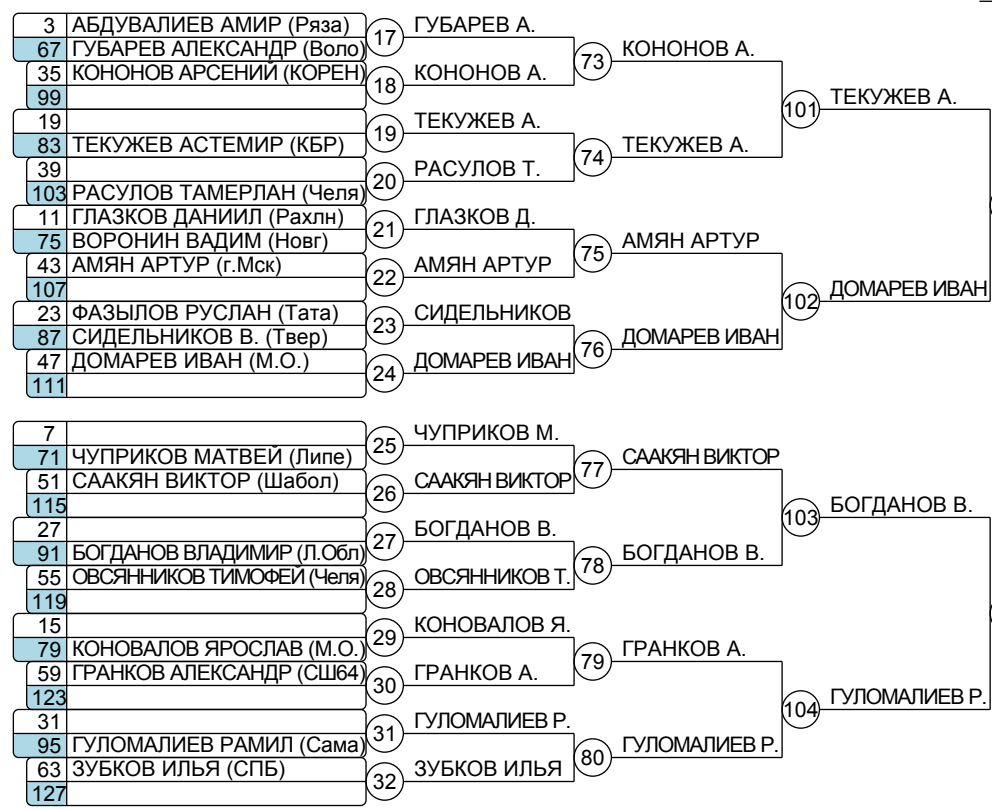 3 АБДУВАЛИЕВ АМИР (Ряза)
67 ГУБАРЕВ АЛЕКСАНДР (Воло)
17 ГУБАРЕВ А.
35 КОНОНОВ АРСЕНИЙ (КОРЕН)
99
18 КОНОНОВ А.
73 КОНОНОВ А.
19
83 ТЕКУЖЕВ АСТЕМИР (КБР)
19 ТЕКУЖЕВ А.
39
103 РАСУЛОВ ТАМЕРЛАН (Челя)
20 РАСУЛОВ Т.
74 ТЕКУЖЕВ А.
101 ТЕКУЖЕВ А.
11 ГЛАЗКОВ ДАНИИЛ (Рахлн)
75 ВОРОНИН ВАДИМ (Новг)
21 ГЛАЗКОВ Д.
43 АМЯН АРТУР (г.Мск)
107
22 АМЯН АРТУР
75 АМЯН АРТУР
23 ФАЗЫЛОВ РУСЛАН (Тата)
87 СИДЕЛЬНИКОВ В. (Твер)
23 СИДЕЛЬНИКОВ
47 ДОМАРЕВ ИВАН (М.О.)
111
24 ДОМАРЕВ ИВАН
76 ДОМАРЕВ ИВАН
102 ДОМАРЕВ ИВАН
7
71 ЧУПРИКОВ МАТВЕЙ (Липе)
25 ЧУПРИКОВ М.
51 СААКЯН ВИКТОР (Шабол)
115
26 СААКЯН ВИКТОР
77 СААКЯН ВИКТОР
27
91 БОГДАНОВ ВЛАДИМИР (Л.Обл)
27 БОГДАНОВ В.
55 ОВСЯННИКОВ ТИМОФЕЙ (Челя)
119
28 ОВСЯННИКОВ Т.
78 БОГДАНОВ В.
103 БОГДАНОВ В.
15
79 КОНОВАЛОВ ЯРОСЛАВ (М.О.)
29 КОНОВАЛОВ Я.
59 ГРАНКОВ АЛЕКСАНДР (СШ64)
123
30 ГРАНКОВ А.
79 ГРАНКОВ А.
31
95 ГУЛОМАЛИЕВ РАМИЛ (Сама)
31 ГУЛОМАЛИЕВ Р.
63 ЗУБКОВ ИЛЬЯ (СПБ)
127
32 ЗУБКОВ ИЛЬЯ
80 ГУЛОМАЛИЕВ Р.
104 ГУЛОМАЛИЕВ Р.